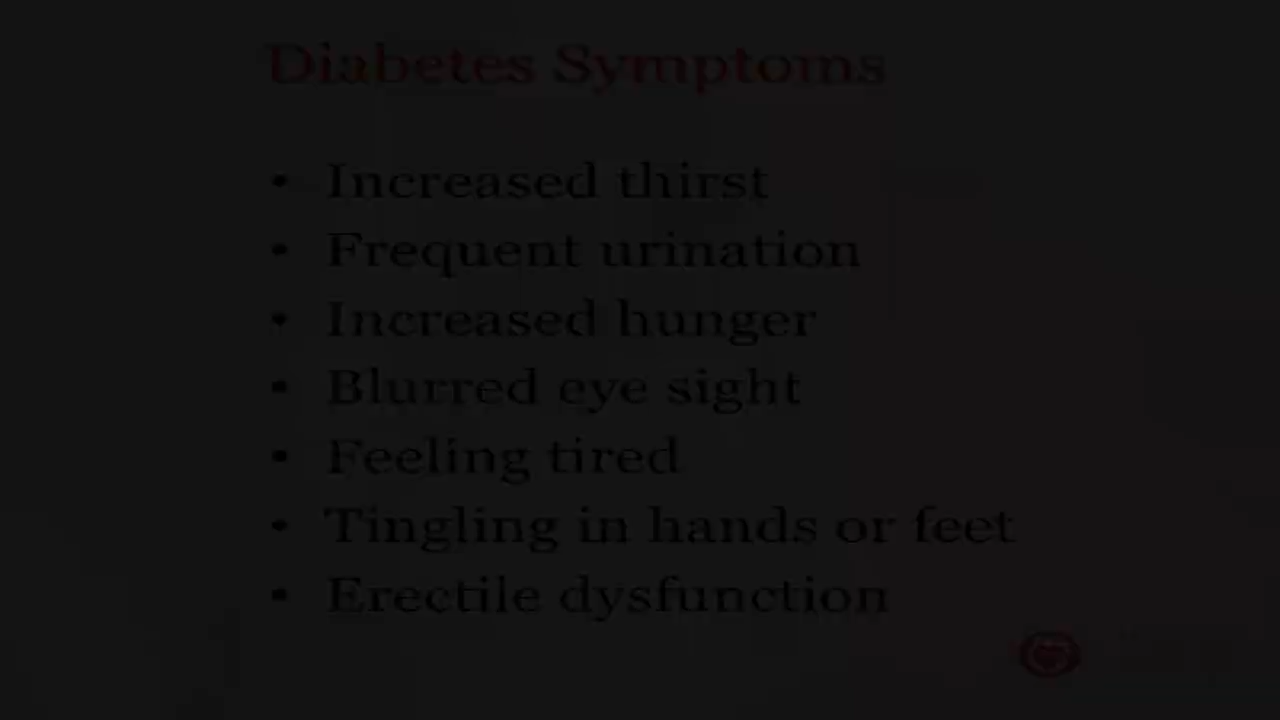 Diabetes Symptoms
• Increased thirst
• Frequent urination
• Increased hunger
• Blurred eye sight
• Feeling tired
• Tingling in hands or feet
• Erectile dysfunction